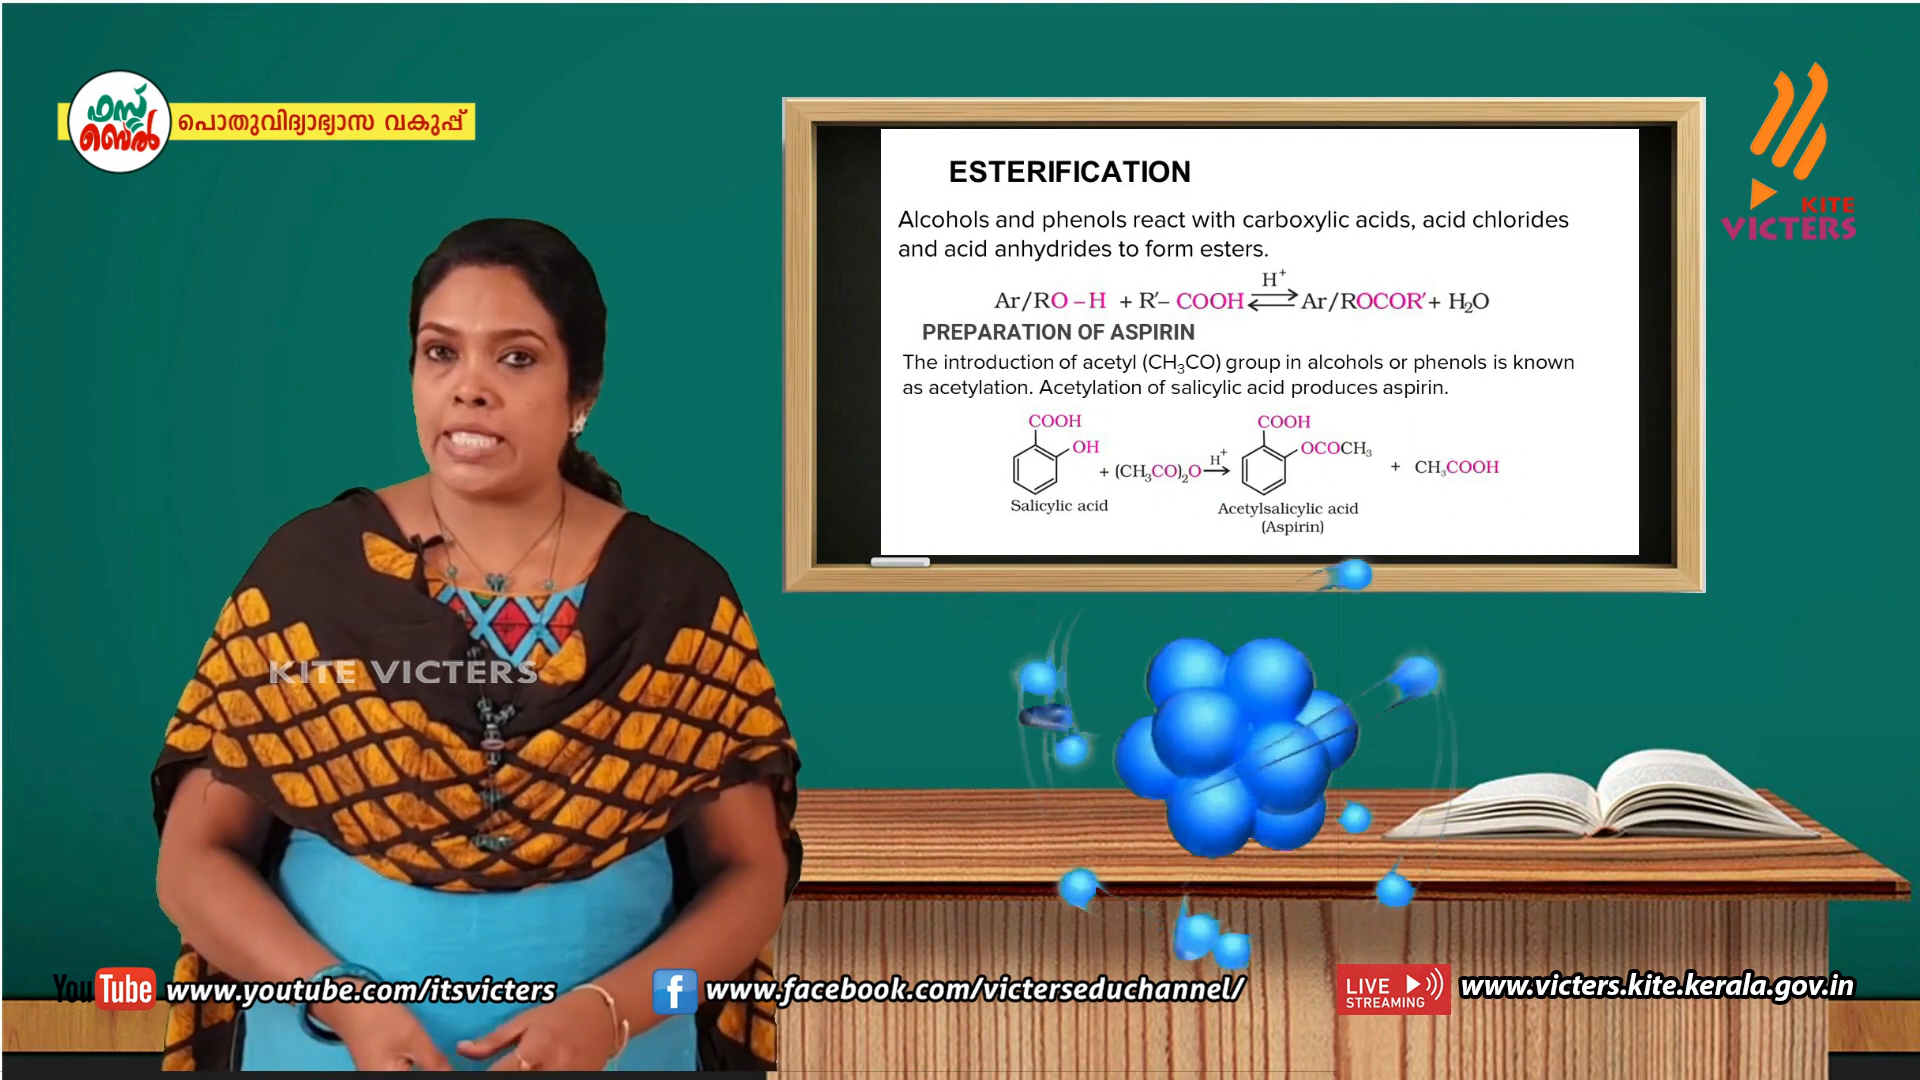 ഫസ്റ്റ്
ബെൽ
പൊതുവിദ്യാഭ്യാസ വകുപ്പ്
KITE
VICTERS
ESTERIFICATION
Alcohols and phenols react with carboxylic acids, acid chlorides
and acid anhydrides to form esters.
Ar/RO – H + R′– COOH ⇌ Ar/ROCOR′ + H₂O
H⁺
PREPARATION OF ASPIRIN
The introduction of acetyl (CH₃CO) group in alcohols or phenols is known
as acetylation. Acetylation of salicylic acid produces aspirin.
COOH
OH
+ (CH₃CO)₂O →
H⁺
COOH
OCOCH₃
+ CH₃COOH
Salicylic acid
Acetylsalicylic acid
(Aspirin)
KITE VICTERS
YouTube www.youtube.com/itsvicters
f www.facebook.com/victerseduchannel/
LIVE
STREAMING
www.victers.kite.kerala.gov.in